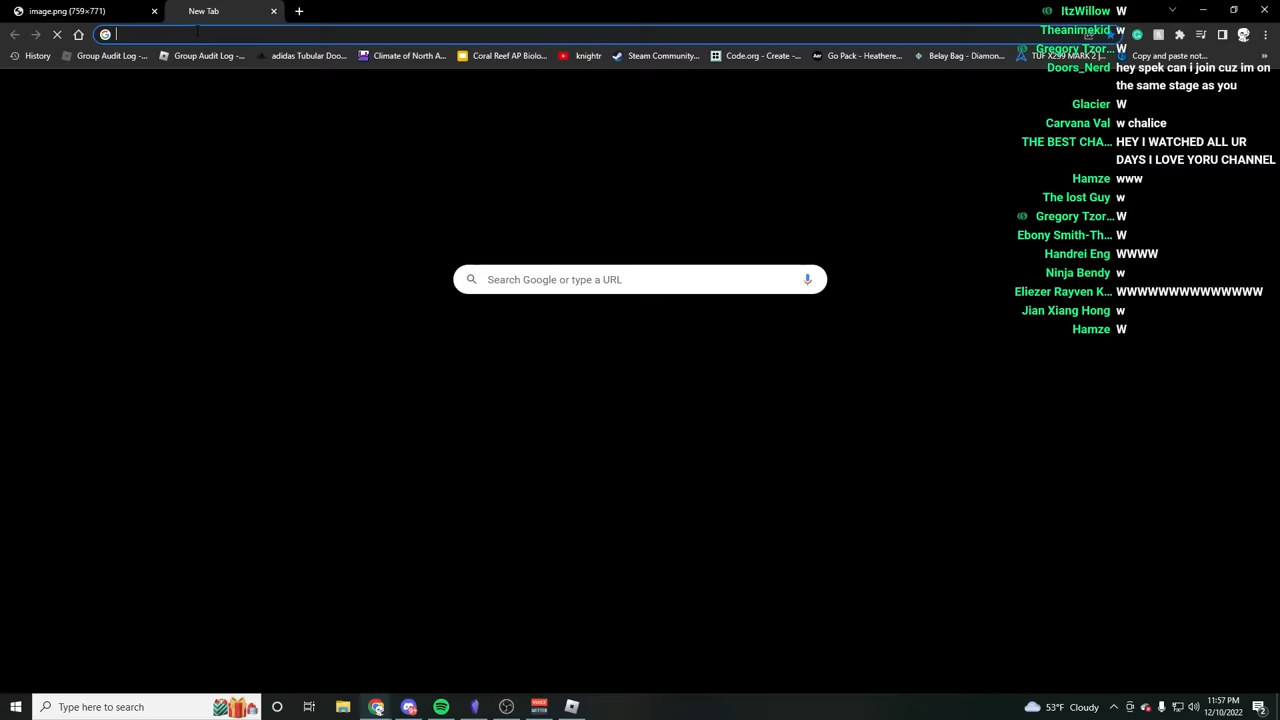 image.png (759×771)
New Tab
History
Group Audit Log -...
Group Audit Log -...
adidas Tubular Doo...
Climate of North A...
Coral Reef AP Biolo...
knightr
Steam Community...
Code.org - Create -...
Go Pack - Heathere...
Belay Bag - Diamon...
TUF X299 MARK 2 |...
Copy and paste not...
Search Google or type a URL
ItzWillow W
Theanimekid w
Gregory Tzor... W
Doors_Nerd hey spek can i join cuz im on
the same stage as you
Glacier W
Carvana Val w chalice
THE BEST CHA... HEY I WATCHED ALL UR
DAYS I LOVE YORU CHANNEL
Hamze www
The lost Guy w
Gregory Tzor... W
Ebony Smith-Th... W
Handrei Eng WWWW
Ninja Bendy w
Eliezer Rayven K... WWWWWWWWWWWWWW
Jian Xiang Hong w
Hamze W
Type here to search
53°F Cloudy
11:57 PM
12/10/2022